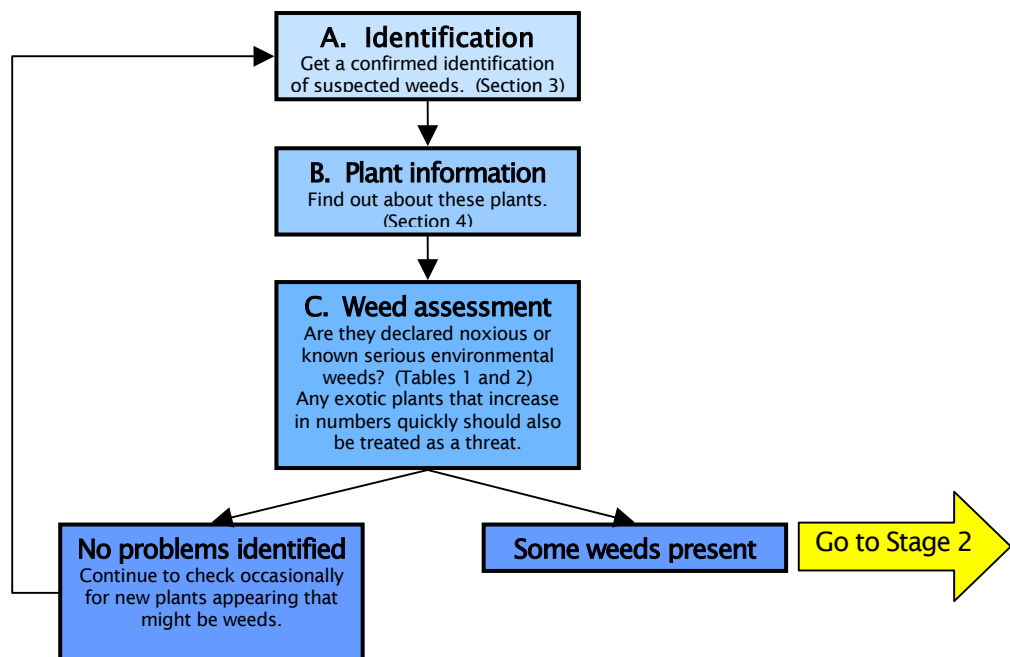 A. Identification
Get a confirmed identification
of suspected weeds. (Section 3)
B. Plant information
Find out about these plants.
(Section 4)
C. Weed assessment
Are they declared noxious or
known serious environmental
weeds? (Tables 1 and 2)
Any exotic plants that increase
in numbers quickly should also
be treated as a threat.
No problems identified
Continue to check occasionally
for new plants appearing that
might be weeds.
Some weeds present
Go to Stage 2